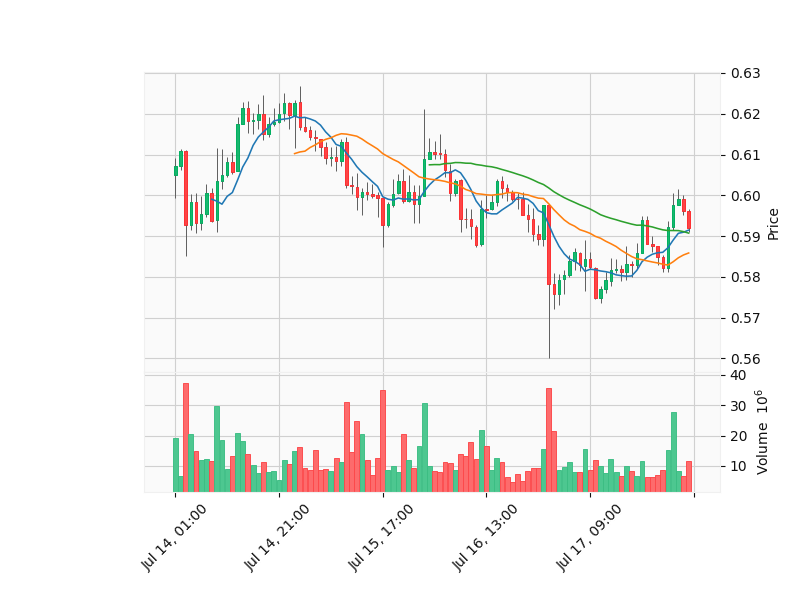 0.63
0.62
0.61
0.60
0.59
0.58
0.57
0.56
Price
40
30
20
10
Volume 10⁶
Jul 14, 01:00
Jul 14, 21:00
Jul 15, 17:00
Jul 16, 13:00
Jul 17, 09:00